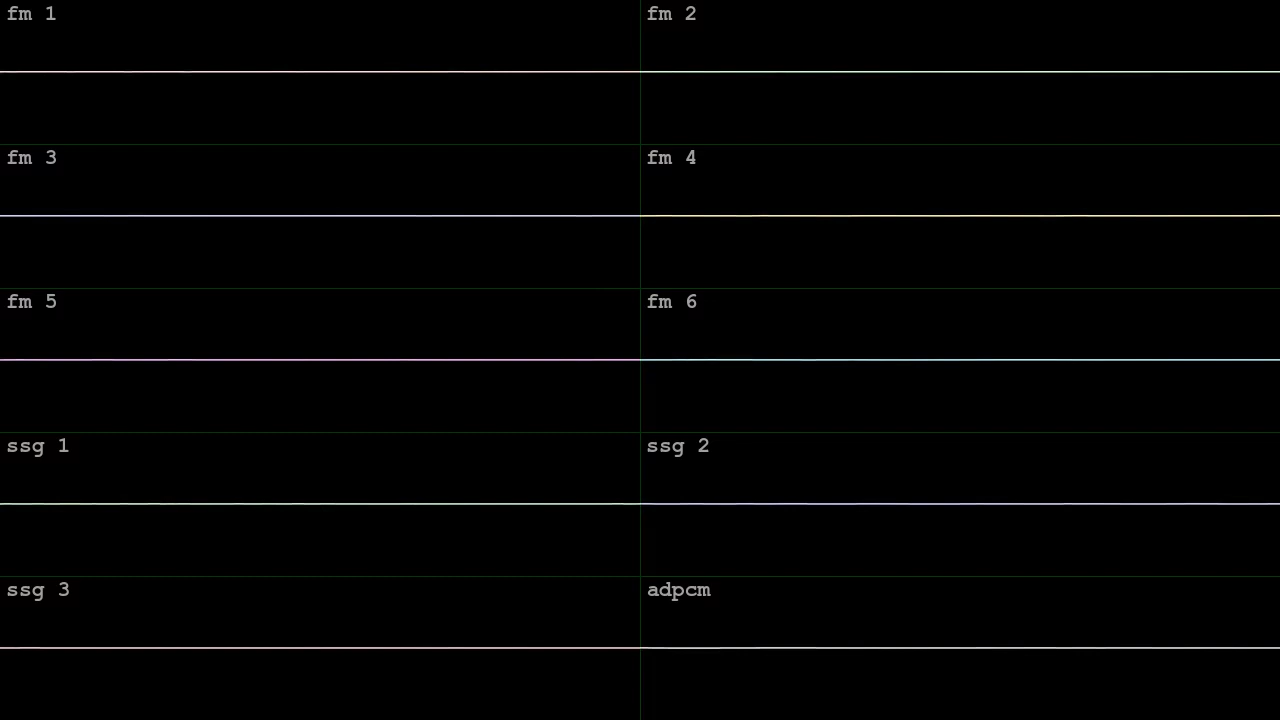 fm 1
fm 2
fm 3
fm 4
fm 5
fm 6
ssg 1
ssg 2
ssg 3
adpcm